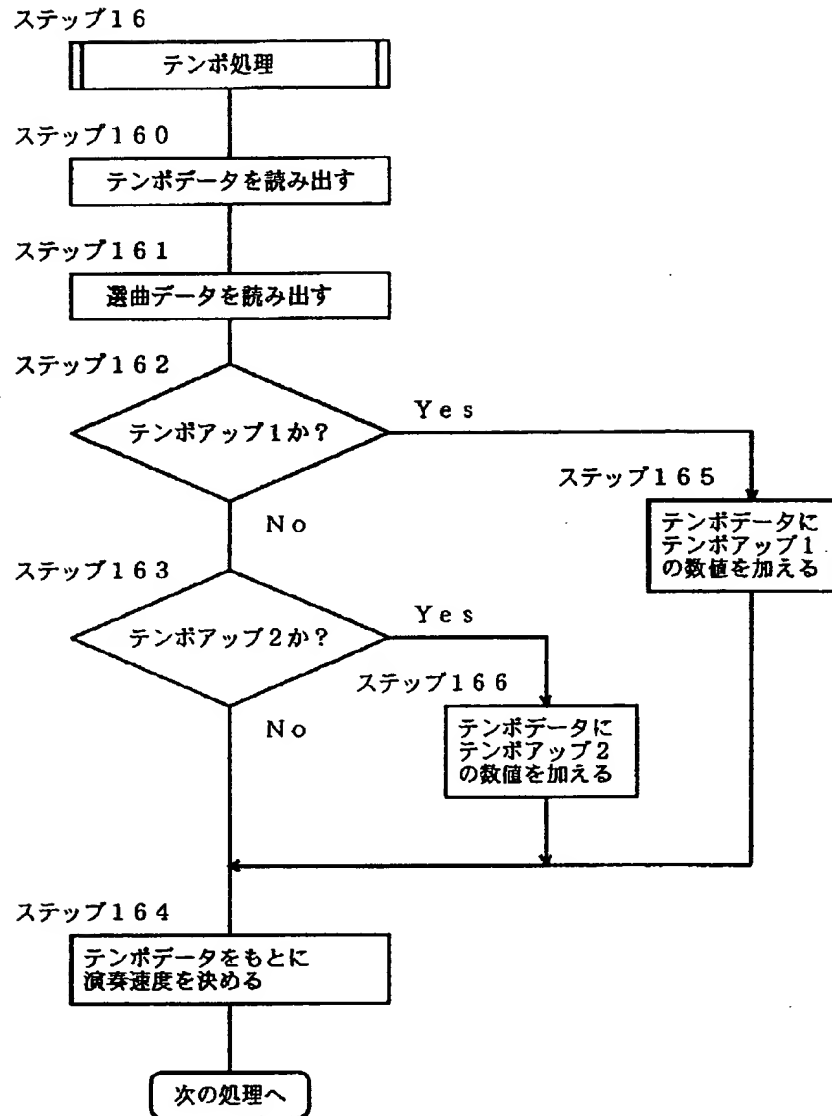 ステップ16
テンポ処理
ステップ160
テンポデータを読み出す
ステップ161
選曲データを読み出す
ステップ162
テンポアップ1か?
Yes
No
ステップ165
テンポデータに
テンポアップ1
の数値を加える
ステップ163
テンポアップ2か?
Yes
No
ステップ166
テンポデータに
テンポアップ2
の数値を加える
ステップ164
テンポデータをもとに
演奏速度を決める
次の処理へ